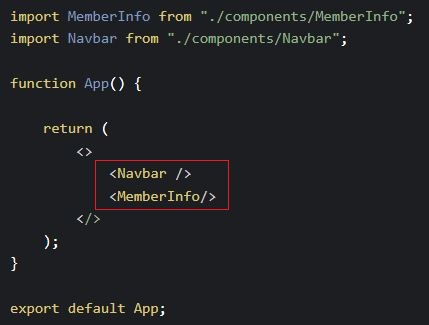 import MemberInfo from "./components/MemberInfo";
import Navbar from "./components/Navbar";

function App() {

    return (
        <>
            <Navbar />
            <MemberInfo/>
        </>
    );
}

export default App;